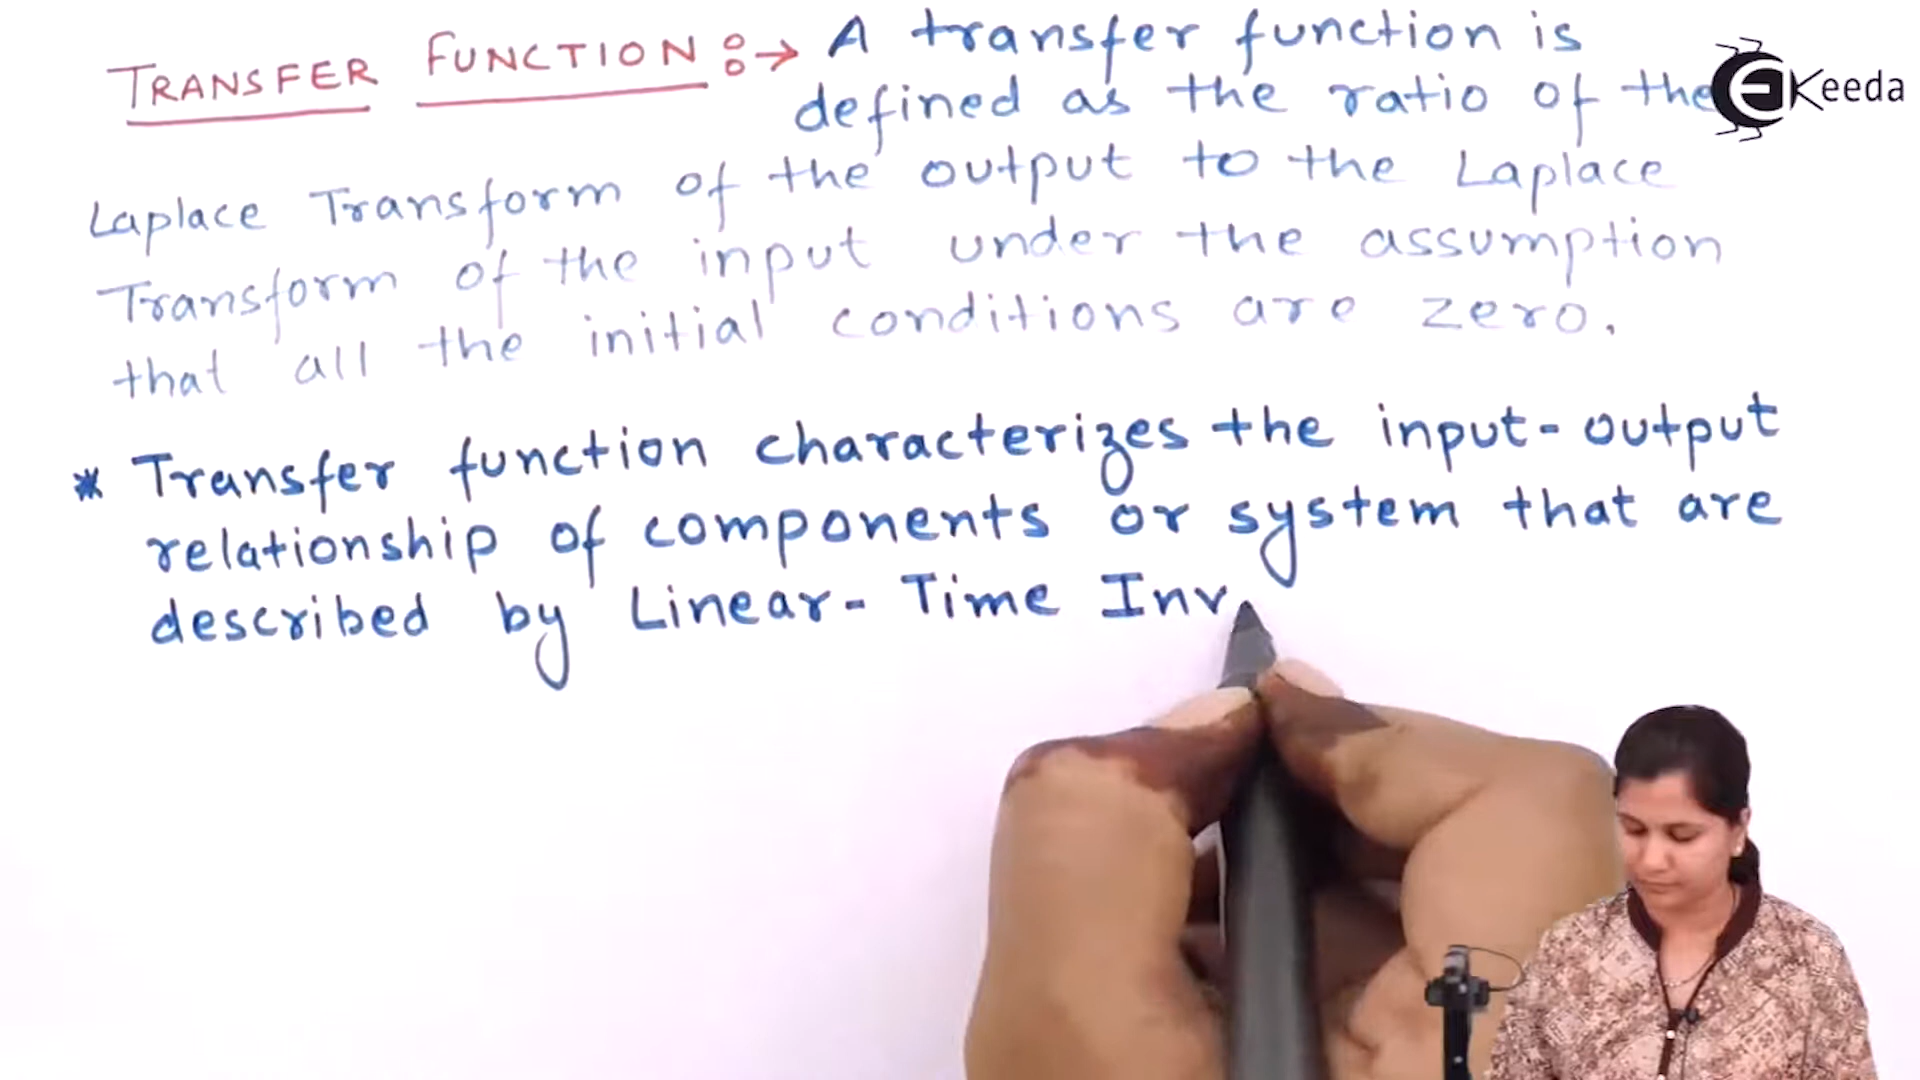 TRANSFER FUNCTION :→ A transfer function is
defined as the ratio of the
Laplace Transform of the output to the Laplace
Transform of the input under the assumption
that all the initial conditions are zero.
* Transfer function characterizes the input-output
relationship of components or system that are
described by Linear-Time Inv
EKeeda